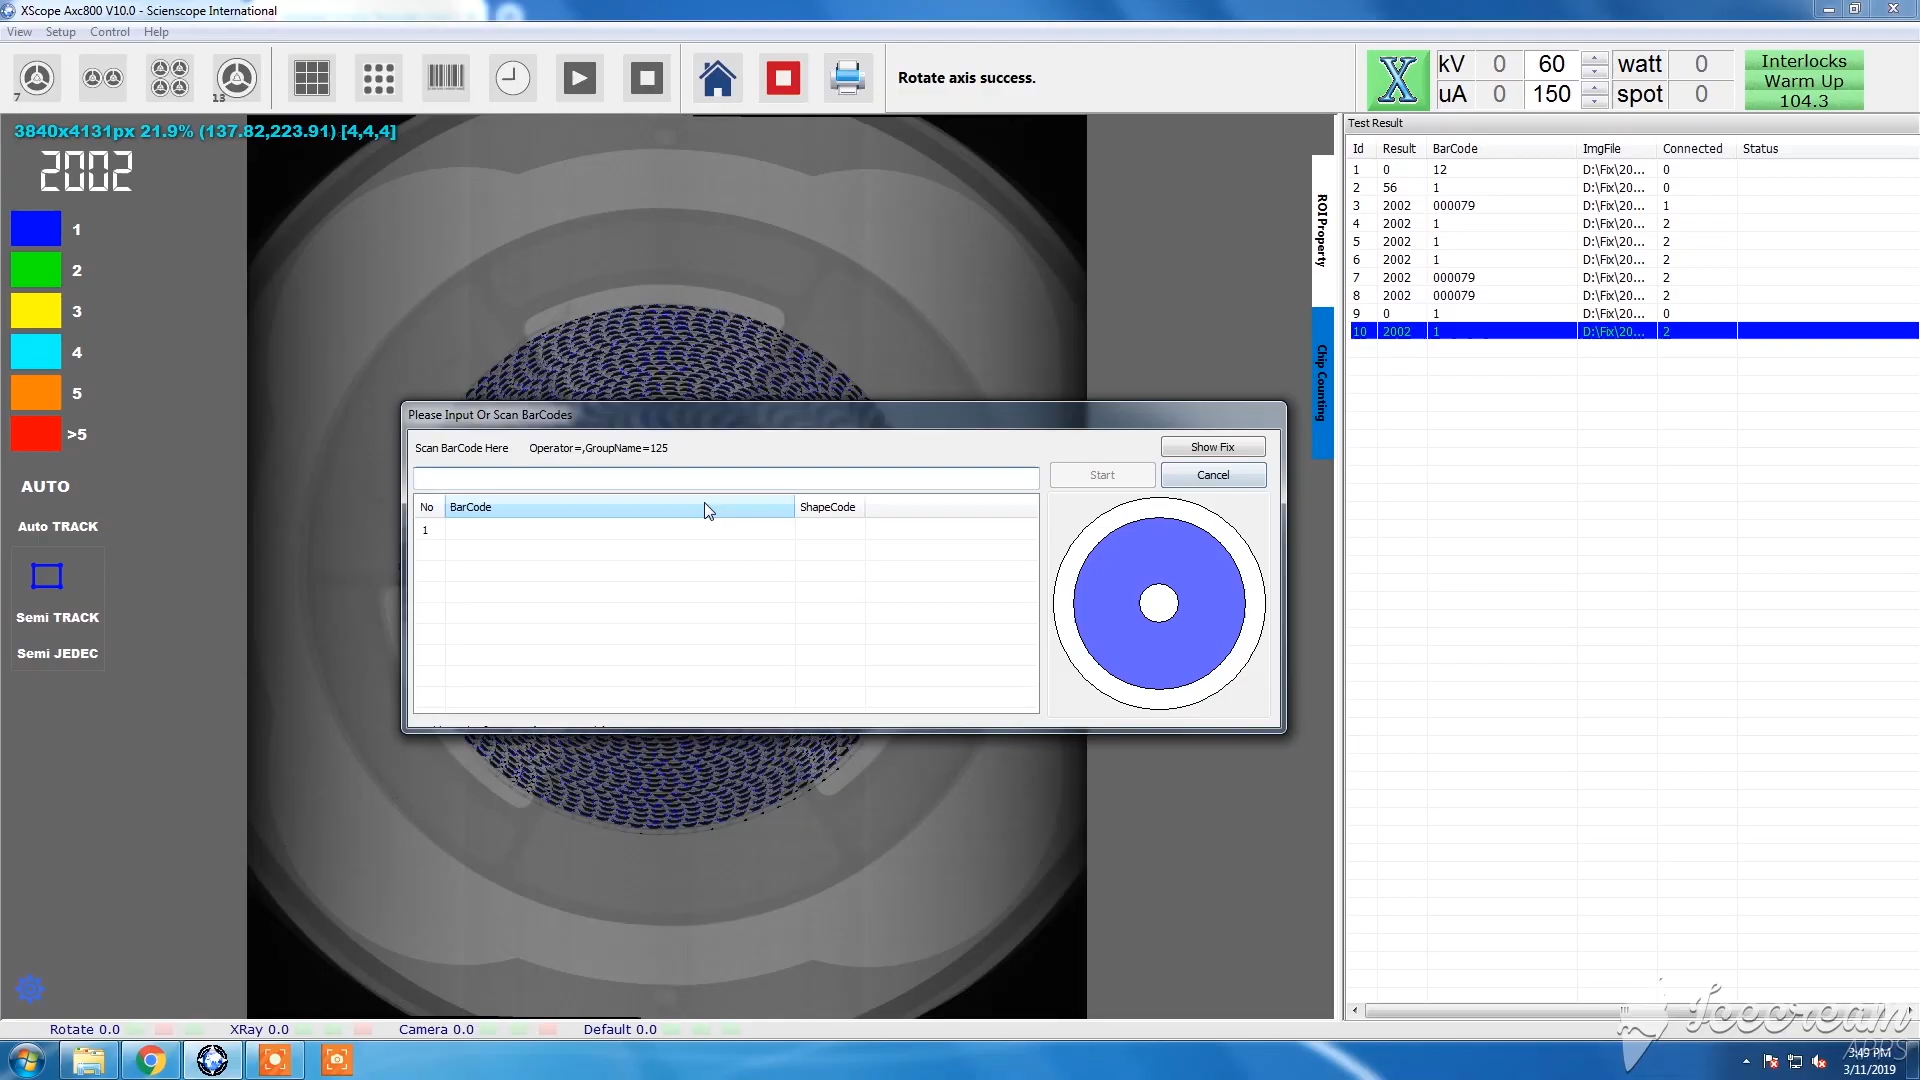 XScope Axc800 V10.0 - Scienscope International
View Setup Control Help
7
13
Rotate axis success.
X
kV 0 60 watt 0
uA 0 150 spot 0
Interlocks
Warm Up
104.3
3840x4131px 21.9% (137.82,223.91) [4,4,4]
2002
1
2
3
4
5
>5
AUTO
Auto TRACK
Semi TRACK
Semi JEDEC
ROI Property
Chip Counting
Test Result
Id Result BarCode ImgFile Connected Status
1 0 12 D:\Fix\20... 0
2 56 1 D:\Fix\20... 0
3 2002 000079 D:\Fix\20... 1
4 2002 1 D:\Fix\20... 2
5 2002 1 D:\Fix\20... 2
6 2002 1 D:\Fix\20... 2
7 2002 000079 D:\Fix\20... 2
8 2002 000079 D:\Fix\20... 2
9 0 1 D:\Fix\20... 0
10 2002 1 D:\Fix\20... 2
Please Input Or Scan BarCodes
Scan BarCode Here Operator=,GroupName=125
Show Fix
Start
Cancel
No BarCode ShapeCode
1
Rotate 0.0 XRay 0.0 Camera 0.0 Default 0.0
Icecream
APPS
3:49 PM
3/11/2019